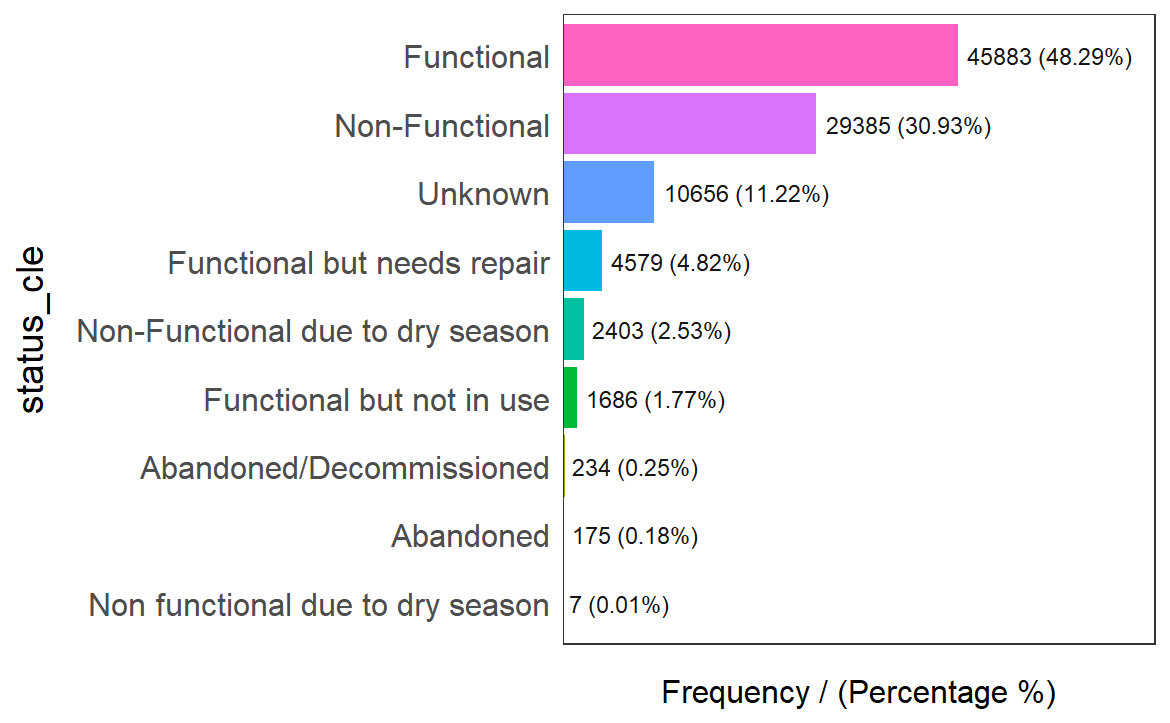 Functional 45883 (48.29%)
Non-Functional 29385 (30.93%)
Unknown 10656 (11.22%)
Functional but needs repair 4579 (4.82%)
Non-Functional due to dry season 2403 (2.53%)
Functional but not in use 1686 (1.77%)
Abandoned/Decommissioned 234 (0.25%)
Abandoned 175 (0.18%)
Non functional due to dry season 7 (0.01%)
status_cle
Frequency / (Percentage %)